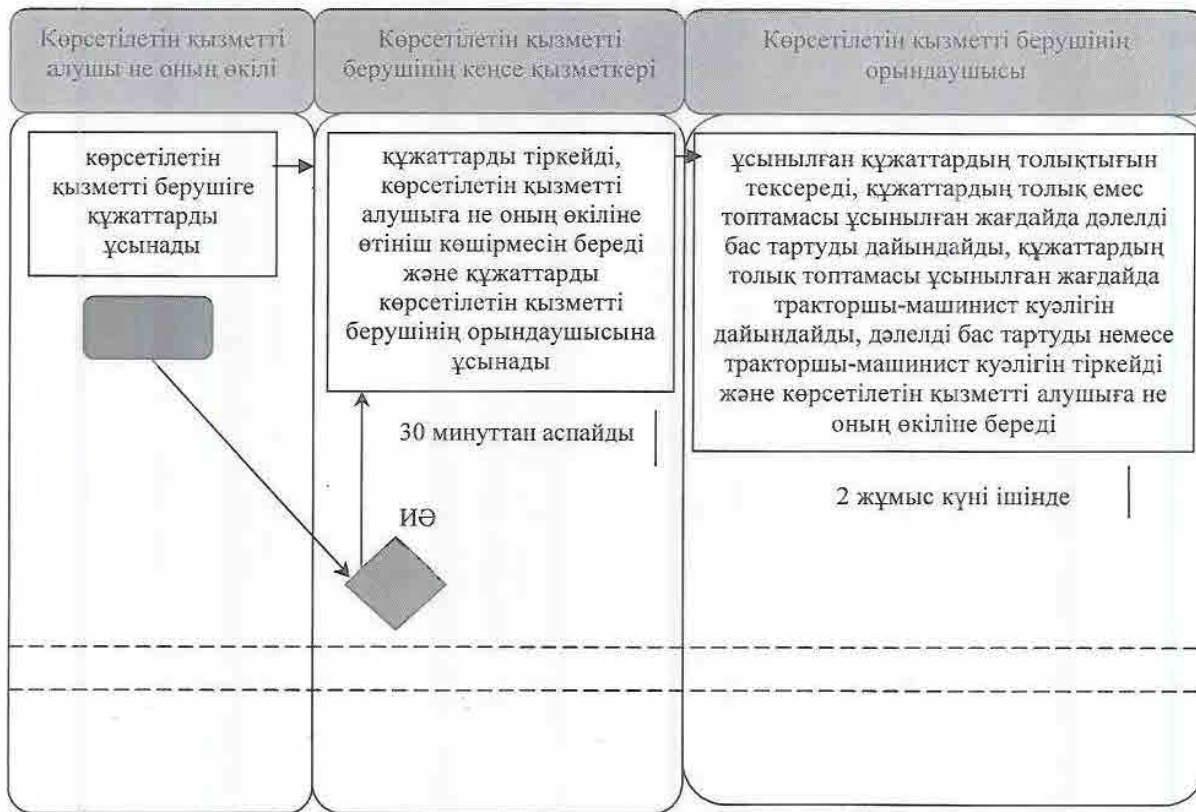 Көрсетілетін қызметті
алушы не оның өкілі
Көрсетілетін қызметті
берушінің кеңсе қызметкері
Көрсетілетін қызметті берушінің
орындаушысы
көрсетілетін
қызметті берушіге
құжаттарды
ұсынады
құжаттарды тіркейді,
көрсетілетін қызметті
алушыға не оның өкіліне
өтініш көшірмесін береді
және құжаттарды
көрсетілетін қызметті
берушінің орындаушысына
ұсынады
ұсынылған құжаттардың толықтығын
тексереді, құжаттардың толық емес
топтамасы ұсынылған жағдайда дәлелді
бас тартуды дайындайды, құжаттардың
толық топтамасы ұсынылған жағдайда
тракторшы-машинист куәлігін
дайындайды, дәлелді бас тартуды немесе
тракторшы-машинист куәлігін тіркейді
және көрсетілетін қызметті алушыға не
оның өкіліне береді
30 минуттан аспайды
2 жұмыс күні ішінде
ИӘ